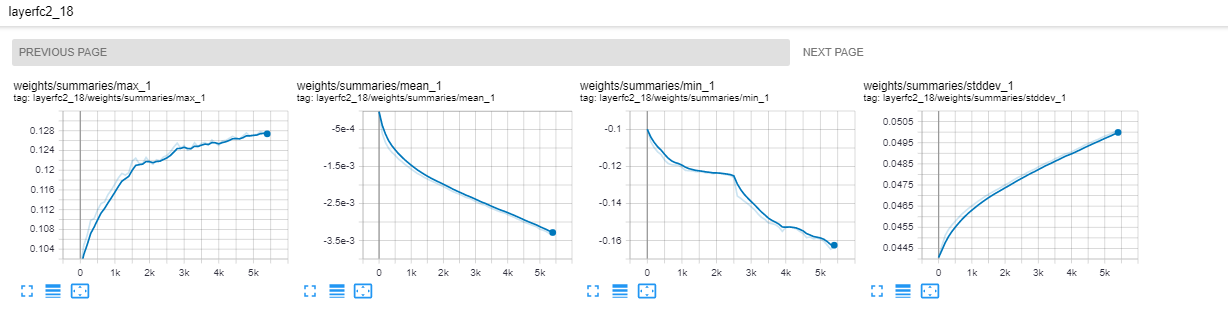 layerfc2_18
PREVIOUS PAGE NEXT PAGE
weights/summaries/max_1
tag: layerfc2_18/weights/summaries/max_1
0.128
0.124
0.12
0.116
0.112
0.108
0.104
0 1k 2k 3k 4k 5k
weights/summaries/mean_1
tag: layerfc2_18/weights/summaries/mean_1
-5e-4
-1.5e-3
-2.5e-3
-3.5e-3
0 1k 2k 3k 4k 5k
weights/summaries/min_1
tag: layerfc2_18/weights/summaries/min_1
-0.1
-0.12
-0.14
-0.16
0 1k 2k 3k 4k 5k
weights/summaries/stddev_1
tag: layerfc2_18/weights/summaries/stddev_1
0.0505
0.0495
0.0485
0.0475
0.0465
0.0455
0.0445
0 1k 2k 3k 4k 5k